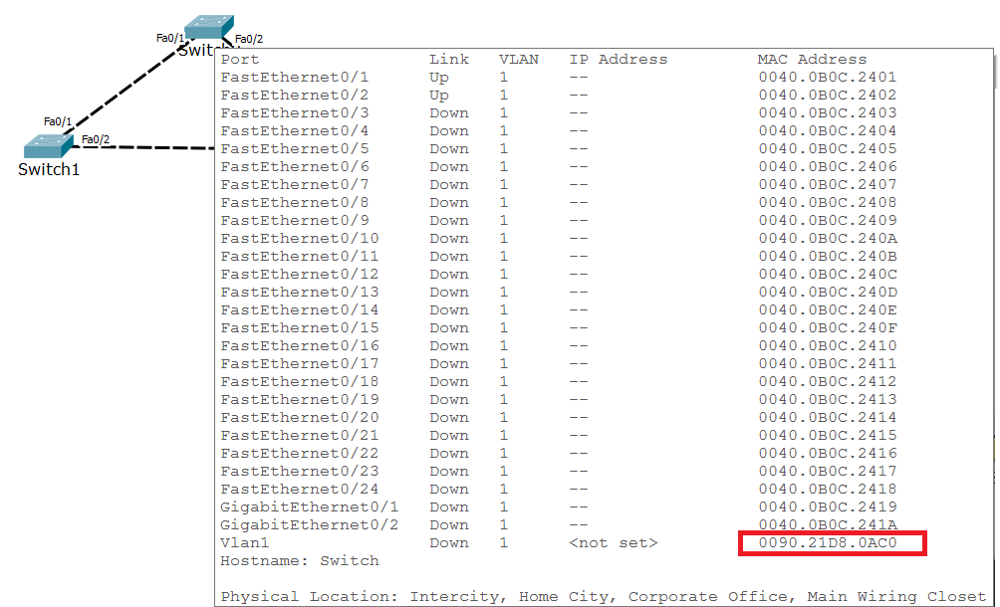 Fa0/1
Fa0/2
Port Link VLAN IP Address MAC Address
FastEthernet0/1 Up 1 -- 0040.0B0C.2401
FastEthernet0/2 Up 1 -- 0040.0B0C.2402
FastEthernet0/3 Down 1 -- 0040.0B0C.2403
FastEthernet0/4 Down 1 -- 0040.0B0C.2404
FastEthernet0/5 Down 1 -- 0040.0B0C.2405
FastEthernet0/6 Down 1 -- 0040.0B0C.2406
FastEthernet0/7 Down 1 -- 0040.0B0C.2407
FastEthernet0/8 Down 1 -- 0040.0B0C.2408
FastEthernet0/9 Down 1 -- 0040.0B0C.2409
FastEthernet0/10 Down 1 -- 0040.0B0C.240A
FastEthernet0/11 Down 1 -- 0040.0B0C.240B
FastEthernet0/12 Down 1 -- 0040.0B0C.240C
FastEthernet0/13 Down 1 -- 0040.0B0C.240D
FastEthernet0/14 Down 1 -- 0040.0B0C.240E
FastEthernet0/15 Down 1 -- 0040.0B0C.240F
FastEthernet0/16 Down 1 -- 0040.0B0C.2410
FastEthernet0/17 Down 1 -- 0040.0B0C.2411
FastEthernet0/18 Down 1 -- 0040.0B0C.2412
FastEthernet0/19 Down 1 -- 0040.0B0C.2413
FastEthernet0/20 Down 1 -- 0040.0B0C.2414
FastEthernet0/21 Down 1 -- 0040.0B0C.2415
FastEthernet0/22 Down 1 -- 0040.0B0C.2416
FastEthernet0/23 Down 1 -- 0040.0B0C.2417
FastEthernet0/24 Down 1 -- 0040.0B0C.2418
GigabitEthernet0/1 Down 1 -- 0040.0B0C.2419
GigabitEthernet0/2 Down 1 -- 0040.0B0C.241A
Vlan1 Down 1 <not set> 0090.21D8.0AC0
Hostname: Switch
Physical Location: Intercity, Home City, Corporate Office, Main Wiring Closet
Fa0/1
Fa0/2
Switch1